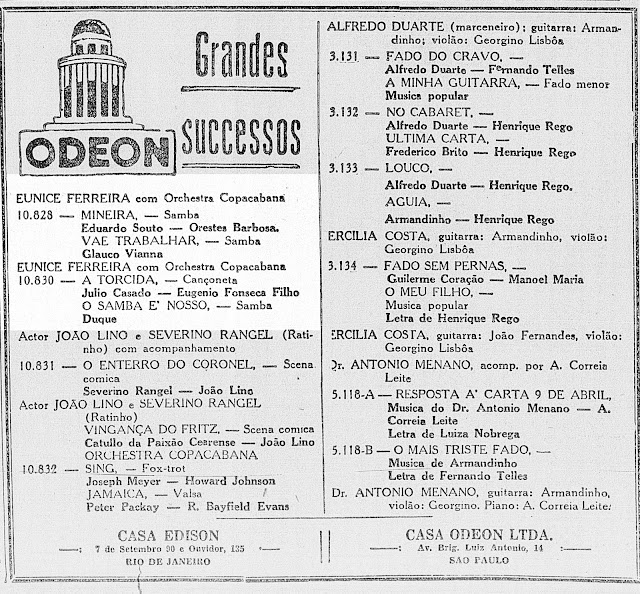 Grandes
successos
ODEON
EUNICE FERREIRA com Orchestra Copacabana
10.828 — MINEIRA, — Samba
Eduardo Souto — Orestes Barbosa.
VAE TRABALHAR, — Samba
Glauco Vianna
EUNICE FERREIRA com Orchestra Copacabana
10.830 — A TORCIDA, — Cançoneta
Julio Casado — Eugenio Fonseca Filho
O SAMBA E' NOSSO, — Samba
Duque
Actor JOÃO LINO e SEVERINO RANGEL (Rati-
nho) com acompanhamento
10.831 — O ENTERRO DO CORONEL, — Scena
comica
Severino Rangel — João Lino
Actor JOÃO LINO e SEVERINO RANGEL
(Ratinho)
VINGANÇA DO FRITZ, — Scena comica
Catullo da Paixão Cearense — João Lino
ORCHESTRA COPACABANA
10.832 — SING, — Fox-trot
Joseph Meyer — Howard Johnson
JAMAICA, — Valsa
Peter Packay — R. Bayfield Evans
ALFREDO DUARTE (marceneiro); guitarra: Arman-
dinho; violão: Georgino Lisbôa
3.131 — FADO DO CRAVO, —
Alfredo Duarte — Fernando Telles
A MINHA GUITARRA, — Fado menor
Musica popular
3.132 — NO CABARET, —
Alfredo Duarte — Henrique Rego
ULTIMA CARTA, —
Frederico Brito — Henrique Rego
3.133 — LOUCO, —
Alfredo Duarte — Henrique Rego.
AGUIA, —
Armandinho — Henrique Rego
ERCILIA COSTA, guitarra: Armandinho, violão:
Georgino Lisbôa
3.134 — FADO SEM PERNAS, —
Guilerme Coração — Manoel Maria
O MEU FILHO, —
Musica popular
Letra de Henrique Rego
ERCILIA COSTA, guitarra: João Fernandes, violão:
Georgino Lisbôa
Dr. ANTONIO MENANO, acomp. por A. Correia
Leite
5.118-A — RESPOSTA A' CARTA 9 DE ABRIL,
Musica do Dr. Antonio Menano — A.
Correia Leite
Letra de Luiza Nobrega
5.118-B — O MAIS TRISTE FADO, —
Musica de Armandinho
Letra de Fernando Telles
Dr. ANTONIO MENANO, guitarra: Armandinho,
violão: Georgino. Piano: A. Correia Leite.
CASA EDISON
7 de Setembro 90 e Ouvidor, 135
RIO DE JANEIRO
CASA ODEON LTDA.
Av. Brig. Luiz Antonio, 14
SÃO PAULO